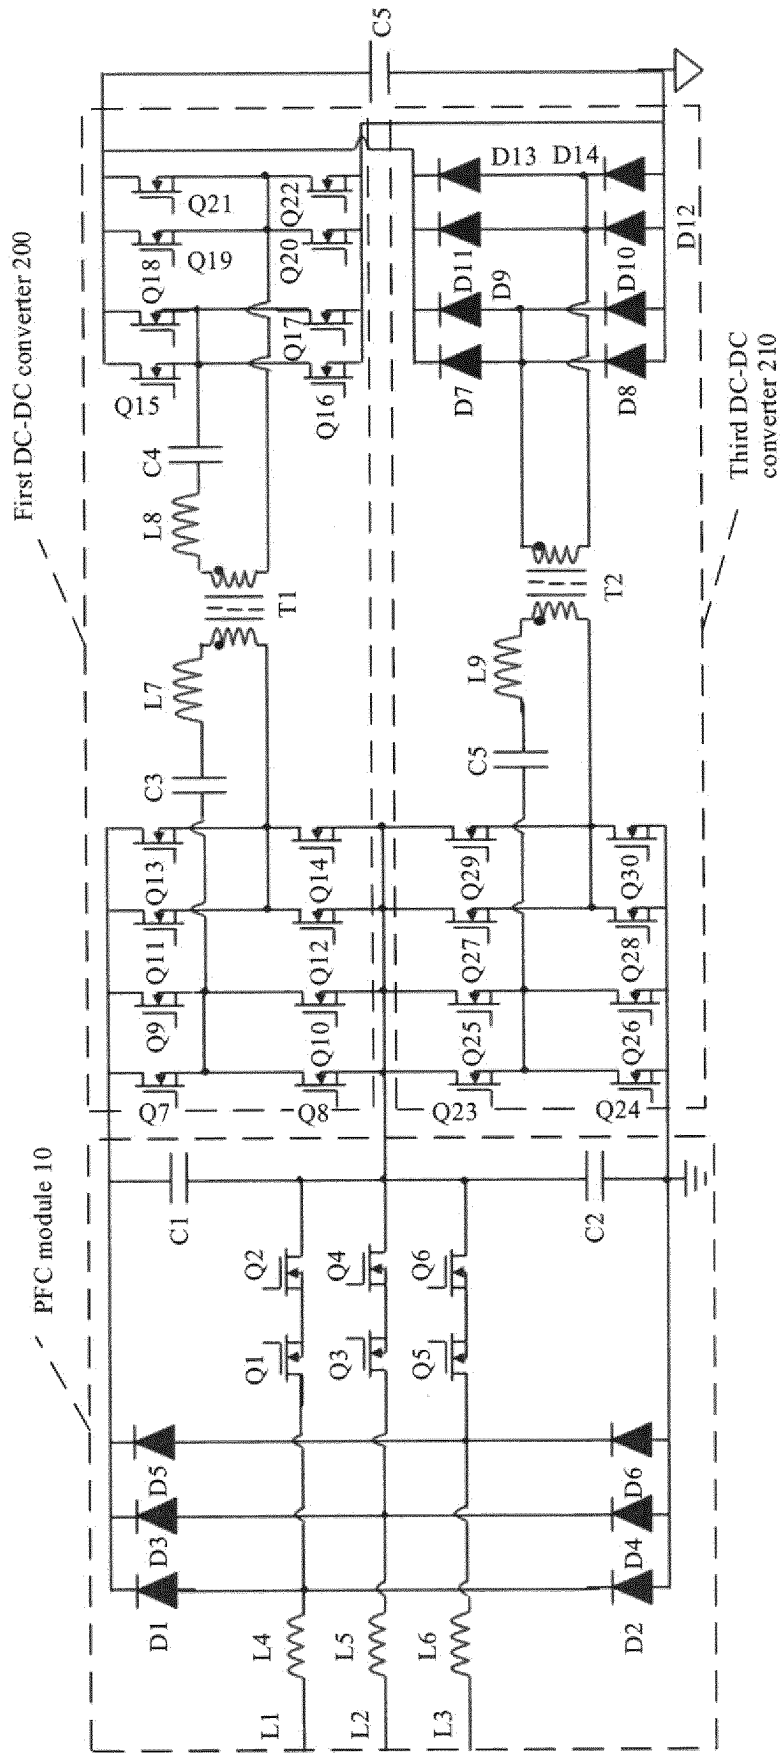 PFC module 10
First DC-DC converter 200
Third DC-DC
converter 210
L1
L2
L3
L4
L5
L6
D1
D3
D5
D2
D4
D6
Q1
Q2
Q3
Q4
Q5
Q6
C1
C2
Q7
Q9
Q11
Q13
Q8
Q10
Q12
Q14
Q23
Q25
Q27
Q29
Q24
Q26
Q28
Q30
C3
L7
T1
L8
C4
C5
L9
T2
Q15
Q18
Q19
Q21
Q16
Q17
Q20
Q22
D7
D9
D11
D13
D8
D10
D14
D12
C5